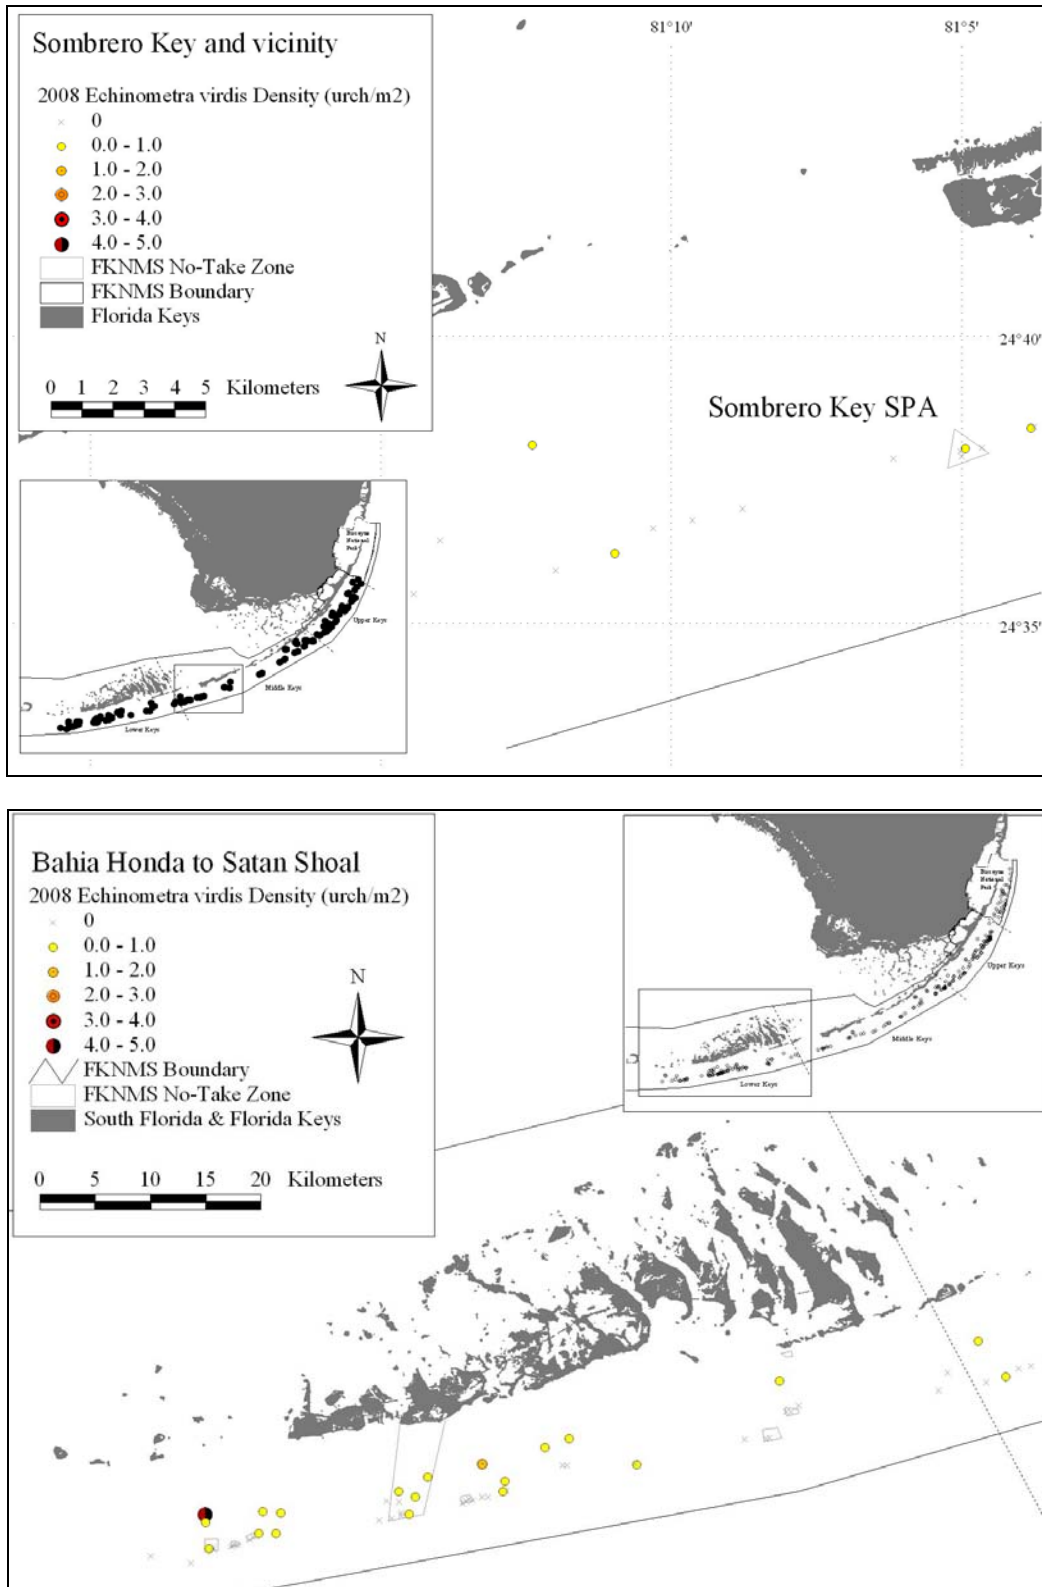 Sombrero Key and vicinity
2008 Echinometra virdis Density (urch/m2)
0
0.0 - 1.0
1.0 - 2.0
2.0 - 3.0
3.0 - 4.0
4.0 - 5.0
FKNMS No-Take Zone
FKNMS Boundary
Florida Keys
N
0 1 2 3 4 5 Kilometers
81°10' 81°5'
24°40'
Sombrero Key SPA
24°35'
Biscayne
National
Park
Upper Keys
Middle Keys
Lower Keys
Bahia Honda to Satan Shoal
2008 Echinometra virdis Density (urch/m2)
0
0.0 - 1.0
1.0 - 2.0
2.0 - 3.0
3.0 - 4.0
4.0 - 5.0
FKNMS Boundary
FKNMS No-Take Zone
South Florida & Florida Keys
N
0 5 10 15 20 Kilometers
Biscayne
National
Park
Upper Keys
Middle Keys
Lower Keys